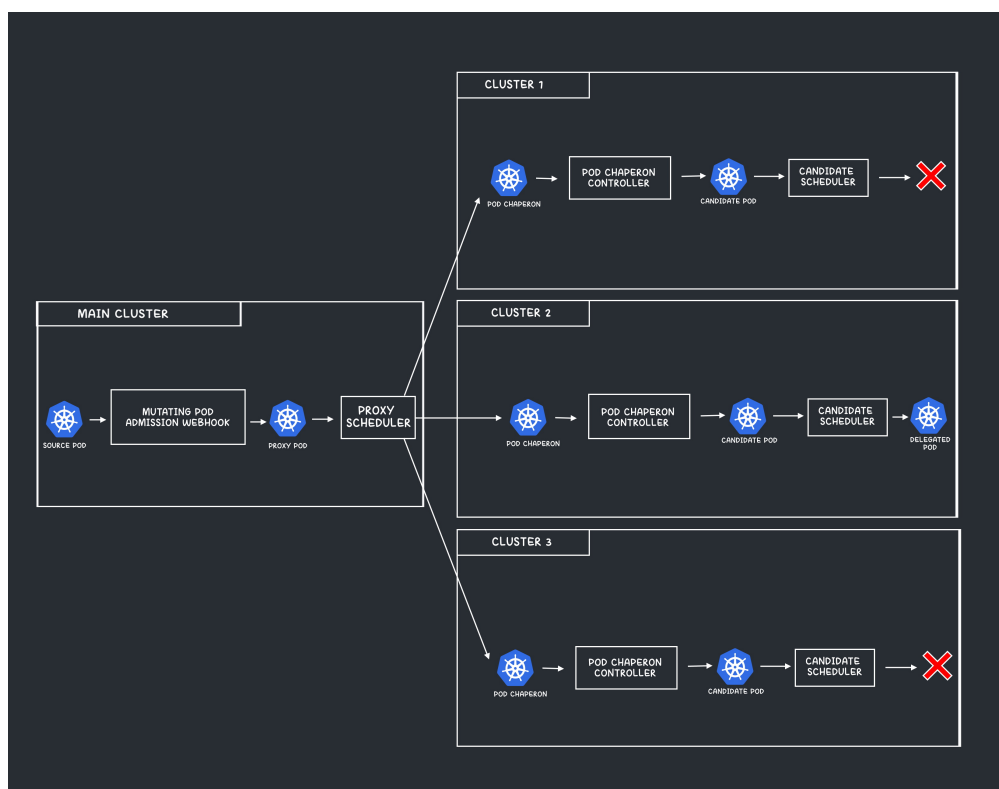 CLUSTER 1
POD CHAPERON
POD CHAPERON
CONTROLLER
CANDIDATE POD
CANDIDATE
SCHEDULER
MAIN CLUSTER
SOURCE POD
MUTATING POD
ADMISSION WEBHOOK
PROXY POD
PROXY
SCHEDULER
CLUSTER 2
POD CHAPERON
POD CHAPERON
CONTROLLER
CANDIDATE POD
CANDIDATE
SCHEDULER
DELEGATED
POD
CLUSTER 3
POD CHAPERON
POD CHAPERON
CONTROLLER
CANDIDATE POD
CANDIDATE
SCHEDULER